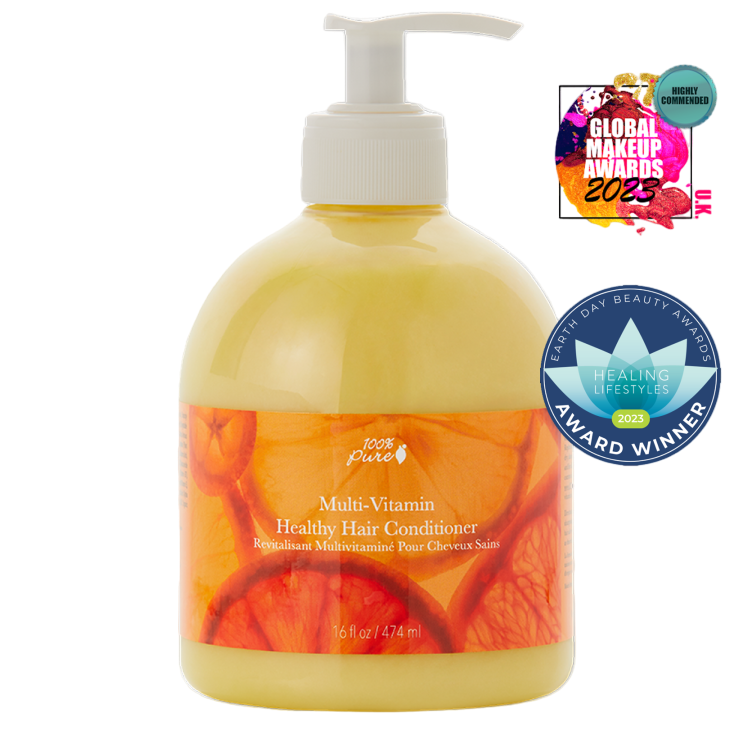 100%
Pure
Multi-Vitamin
Healthy Hair Conditioner
Revitalisant Multivitaminé Pour Cheveux Sains
16 fl oz / 474 ml
HIGHLY
COMMENDED
GLOBAL
MAKEUP
AWARDS
2023
U.K.
EARTH DAY BEAUTY AWARDS
HEALING
LIFESTYLES
2023
AWARD WINNER